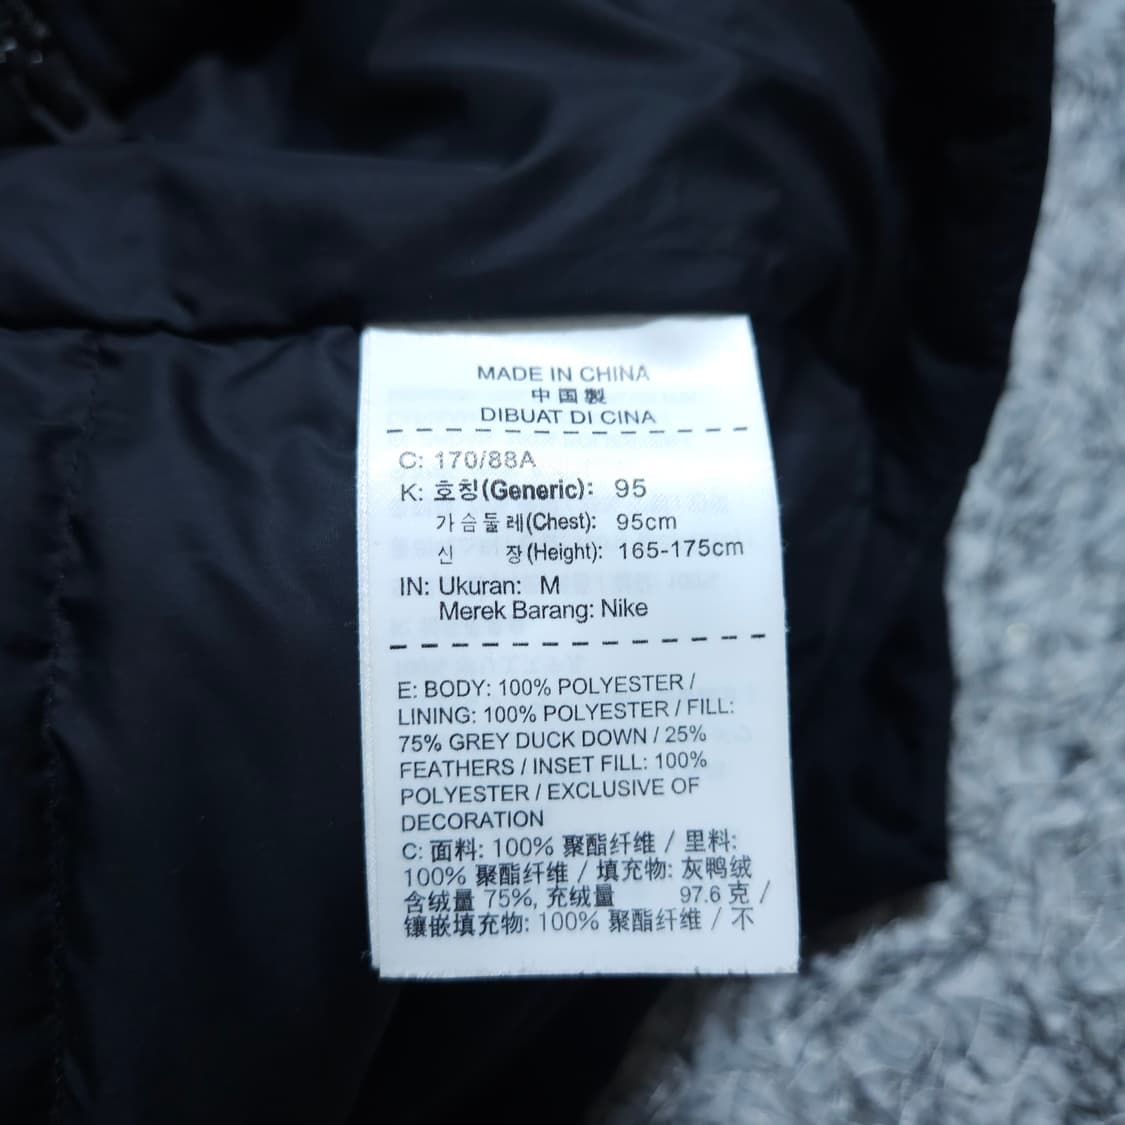 MADE IN CHINA
中国製
DIBUAT DI CINA
C: 170/88A
K: 호칭(Generic): 95
가슴둘레(Chest): 95cm
신 장(Height): 165-175cm
IN: Ukuran: M
Merek Barang: Nike
E: BODY: 100% POLYESTER /
LINING: 100% POLYESTER / FILL:
75% GREY DUCK DOWN / 25%
FEATHERS / INSET FILL: 100%
POLYESTER / EXCLUSIVE OF
DECORATION
C: 面料: 100% 聚酯纤维 / 里料:
100% 聚酯纤维 / 填充物: 灰鸭绒
含绒量 75%, 充绒量 97.6 克 /
镶嵌填充物: 100% 聚酯纤维 / 不